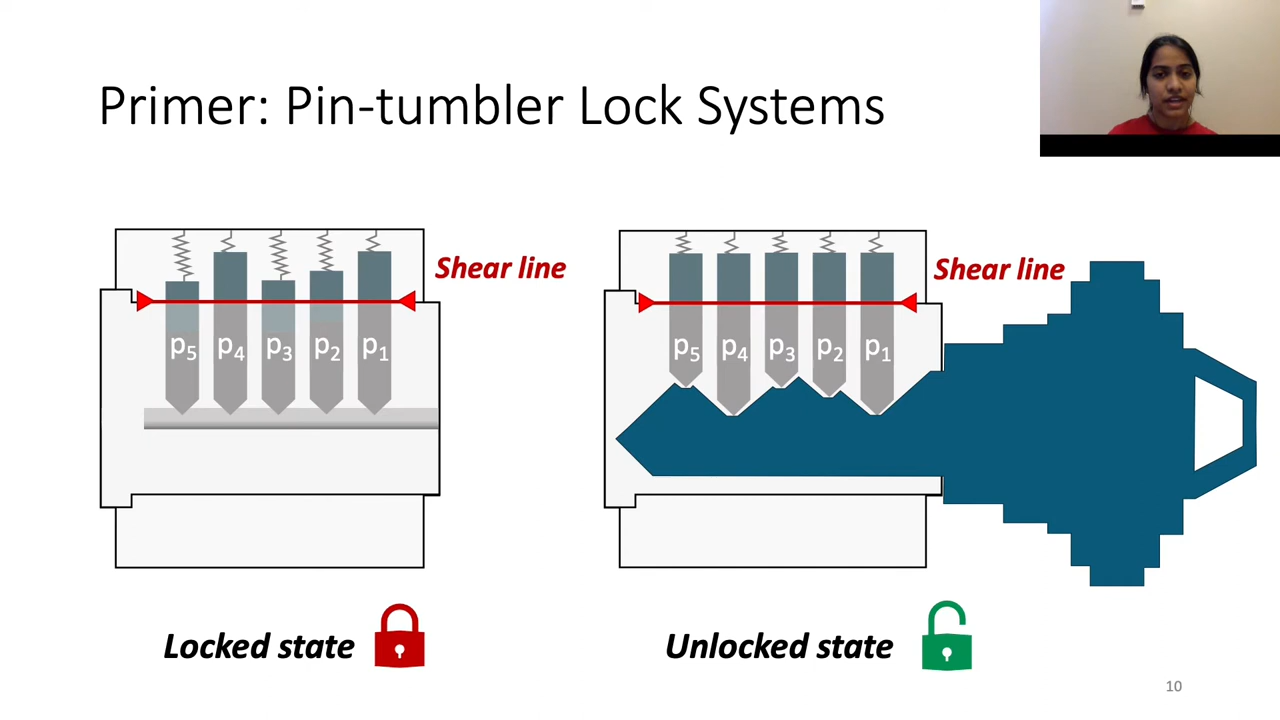 Primer: Pin-tumbler Lock Systems
Shear line
p5 p4 p3 p2 p1
Locked state
Shear line
p5 p4 p3 p2 p1
Unlocked state
10